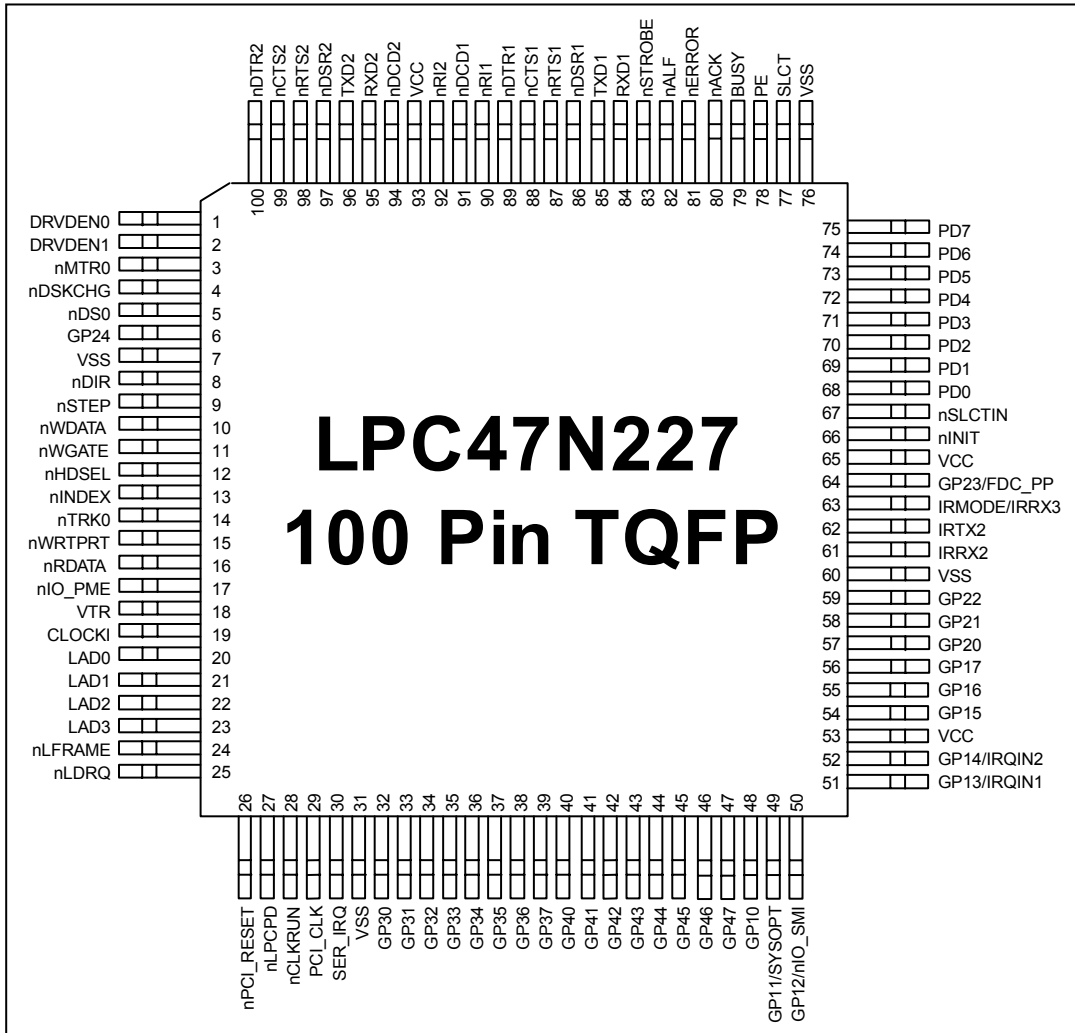 nDTR2
nCTS2
nRTS2
nDSR2
TXD2
RXD2
nDCD2
VCC
nRI2
nDCD1
nRI1
nDTR1
nCTS1
nRTS1
nDSR1
TXD1
RXD1
nSTROBE
nALF
nERROR
nACK
BUSY
PE
SLCT
VSS
100
99
98
97
96
95
94
93
92
91
90
89
88
87
86
85
84
83
82
81
80
79
78
77
76
DRVDEN0 1
DRVDEN1 2
nMTR0 3
nDSKCHG 4
nDS0 5
GP24 6
VSS 7
nDIR 8
nSTEP 9
nWDATA 10
nWGATE 11
nHDSEL 12
nINDEX 13
nTRK0 14
nWRTPRT 15
nRDATA 16
nIO_PME 17
VTR 18
CLOCKI 19
LAD0 20
LAD1 21
LAD2 22
LAD3 23
nLFRAME 24
nLDRQ 25
LPC47N227
100 Pin TQFP
75 PD7
74 PD6
73 PD5
72 PD4
71 PD3
70 PD2
69 PD1
68 PD0
67 nSLCTIN
66 nINIT
65 VCC
64 GP23/FDC_PP
63 IRMODE/IRRX3
62 IRTX2
61 IRRX2
60 VSS
59 GP22
58 GP21
57 GP20
56 GP17
55 GP16
54 GP15
53 VCC
52 GP14/IRQIN2
51 GP13/IRQIN1
26
27
28
29
30
31
32
33
34
35
36
37
38
39
40
41
42
43
44
45
46
47
48
49
50
nPCI_RESET
nLPCPD
nCLKRUN
PCI_CLK
SER_IRQ
VSS
GP30
GP31
GP32
GP33
GP34
GP35
GP36
GP37
GP40
GP41
GP42
GP43
GP44
GP45
GP46
GP47
GP10
GP11/SYSOPT
GP12/nIO_SMI